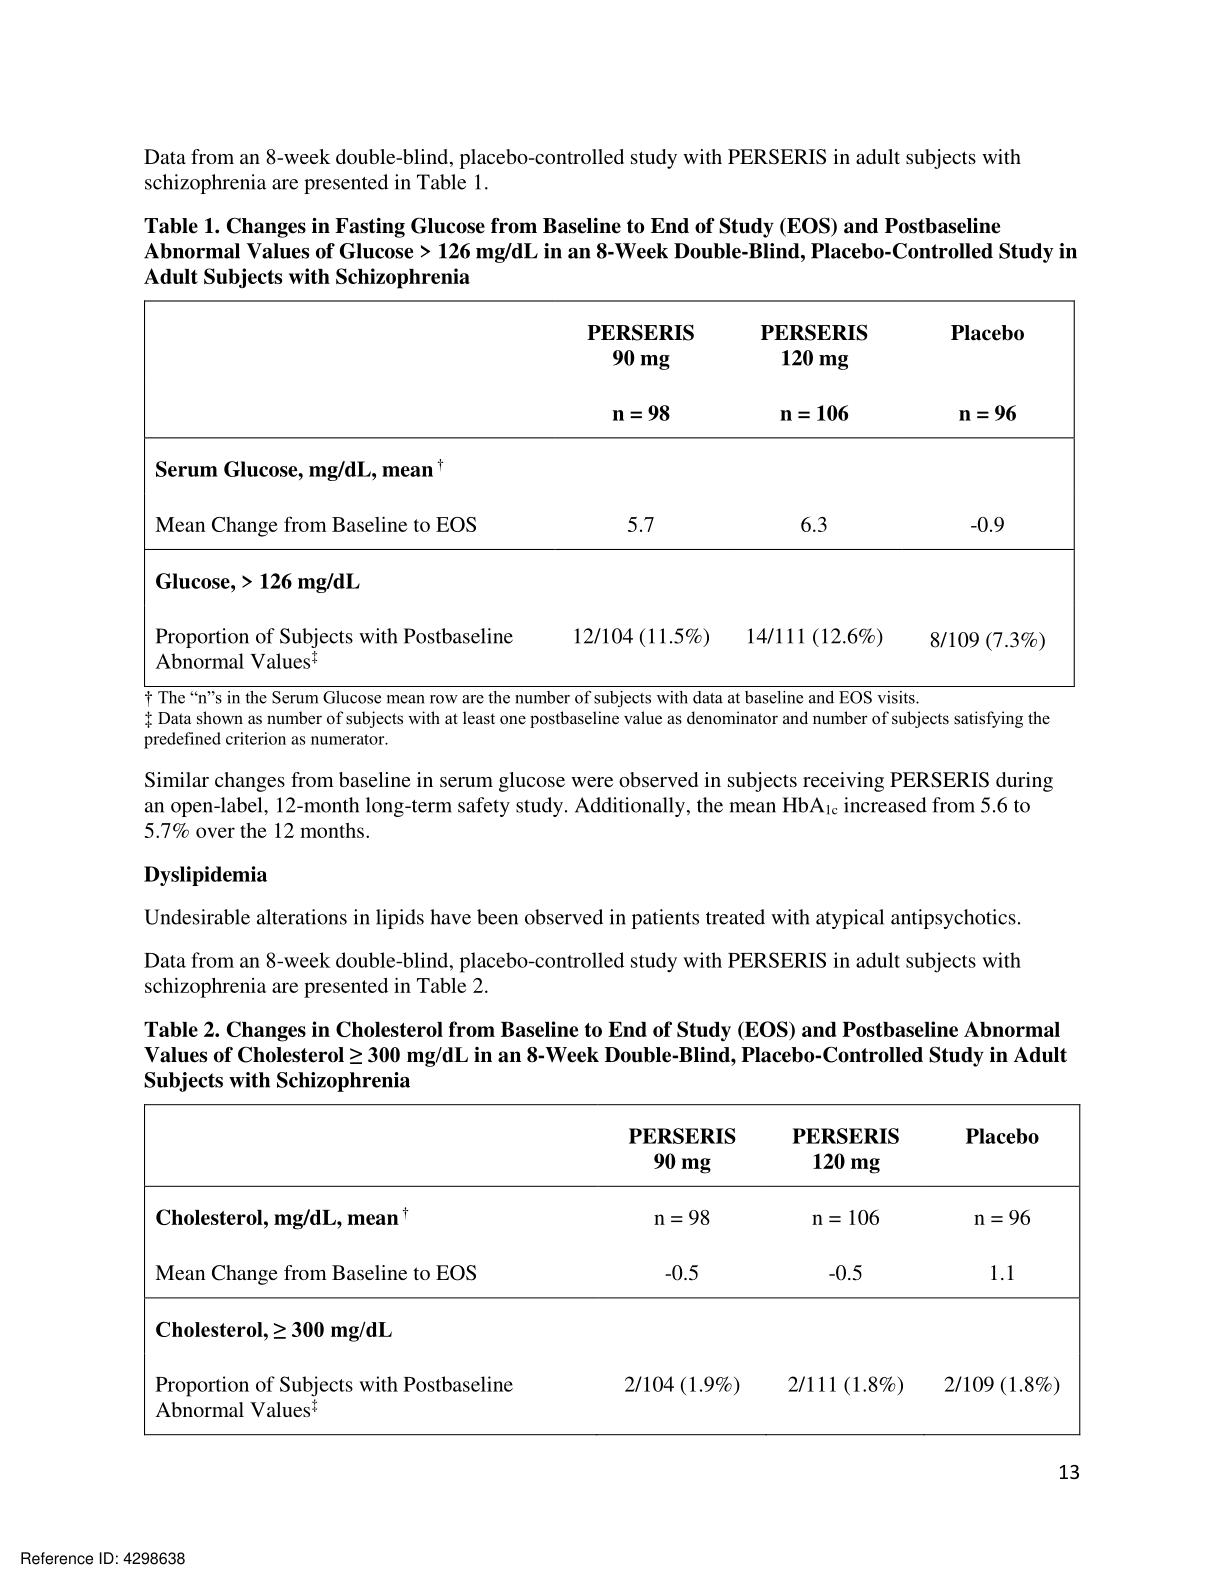 Data from an 8-week double-blind, placebo-controlled study with PERSERIS in adult subjects with
schizophrenia are presented in Table 1.
Table 1. Changes in Fasting Glucose from Baseline to End of Study (EOS) and Postbaseline
Abnormal Values of Glucose > 126 mg/dL in an 8-Week Double-Blind, Placebo-Controlled Study in
Adult Subjects with Schizophrenia
PERSERIS PERSERIS Placebo
90 mg 120 mg
n = 98 n = 106 n = 96
Serum Glucose, mg/dL, mean †
Mean Change from Baseline to EOS 5.7 6.3 -0.9
Glucose, > 126 mg/dL
Proportion of Subjects with Postbaseline 12/104 (11.5%) 14/111 (12.6%) 8/109 (7.3%)
Abnormal Values‡
† The “n”s in the Serum Glucose mean row are the number of subjects with data at baseline and EOS visits.
‡ Data shown as number of subjects with at least one postbaseline value as denominator and number of subjects satisfying the
predefined criterion as numerator.
Similar changes from baseline in serum glucose were observed in subjects receiving PERSERIS during
an open-label, 12-month long-term safety study. Additionally, the mean HbA1c increased from 5.6 to
5.7% over the 12 months.
Dyslipidemia
Undesirable alterations in lipids have been observed in patients treated with atypical antipsychotics.
Data from an 8-week double-blind, placebo-controlled study with PERSERIS in adult subjects with
schizophrenia are presented in Table 2.
Table 2. Changes in Cholesterol from Baseline to End of Study (EOS) and Postbaseline Abnormal
Values of Cholesterol ≥ 300 mg/dL in an 8-Week Double-Blind, Placebo-Controlled Study in Adult
Subjects with Schizophrenia
PERSERIS PERSERIS Placebo
90 mg 120 mg
Cholesterol, mg/dL, mean † n = 98 n = 106 n = 96
Mean Change from Baseline to EOS -0.5 -0.5 1.1
Cholesterol, ≥ 300 mg/dL
Proportion of Subjects with Postbaseline 2/104 (1.9%) 2/111 (1.8%) 2/109 (1.8%)
Abnormal Values‡
13
Reference ID: 4298638